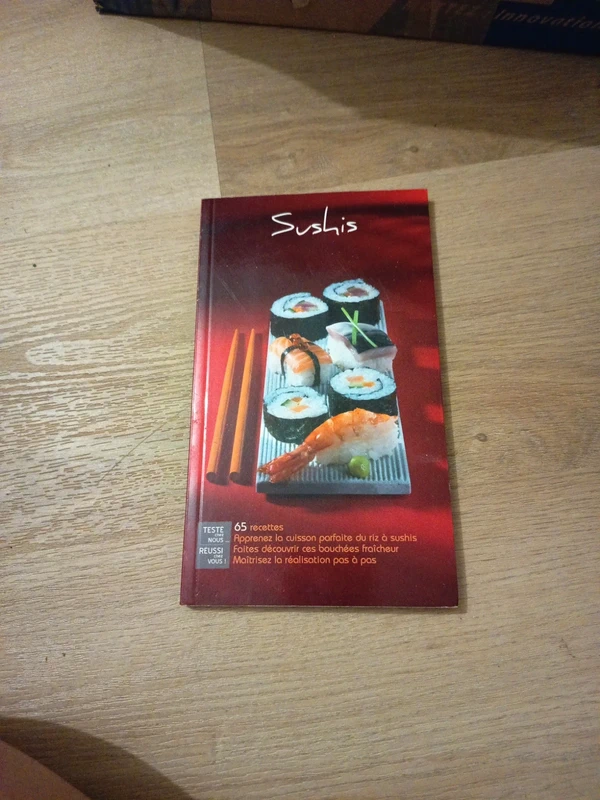 innovation
Sushis
65 recettes
Apprenez la cuisson parfaite du riz à sushis
Faites découvrir ces bouchées fraîcheur
Maîtrisez la réalisation pas à pas
TESTÉ
CHEZ
NOUS ...
RÉUSSI
CHEZ
VOUS !